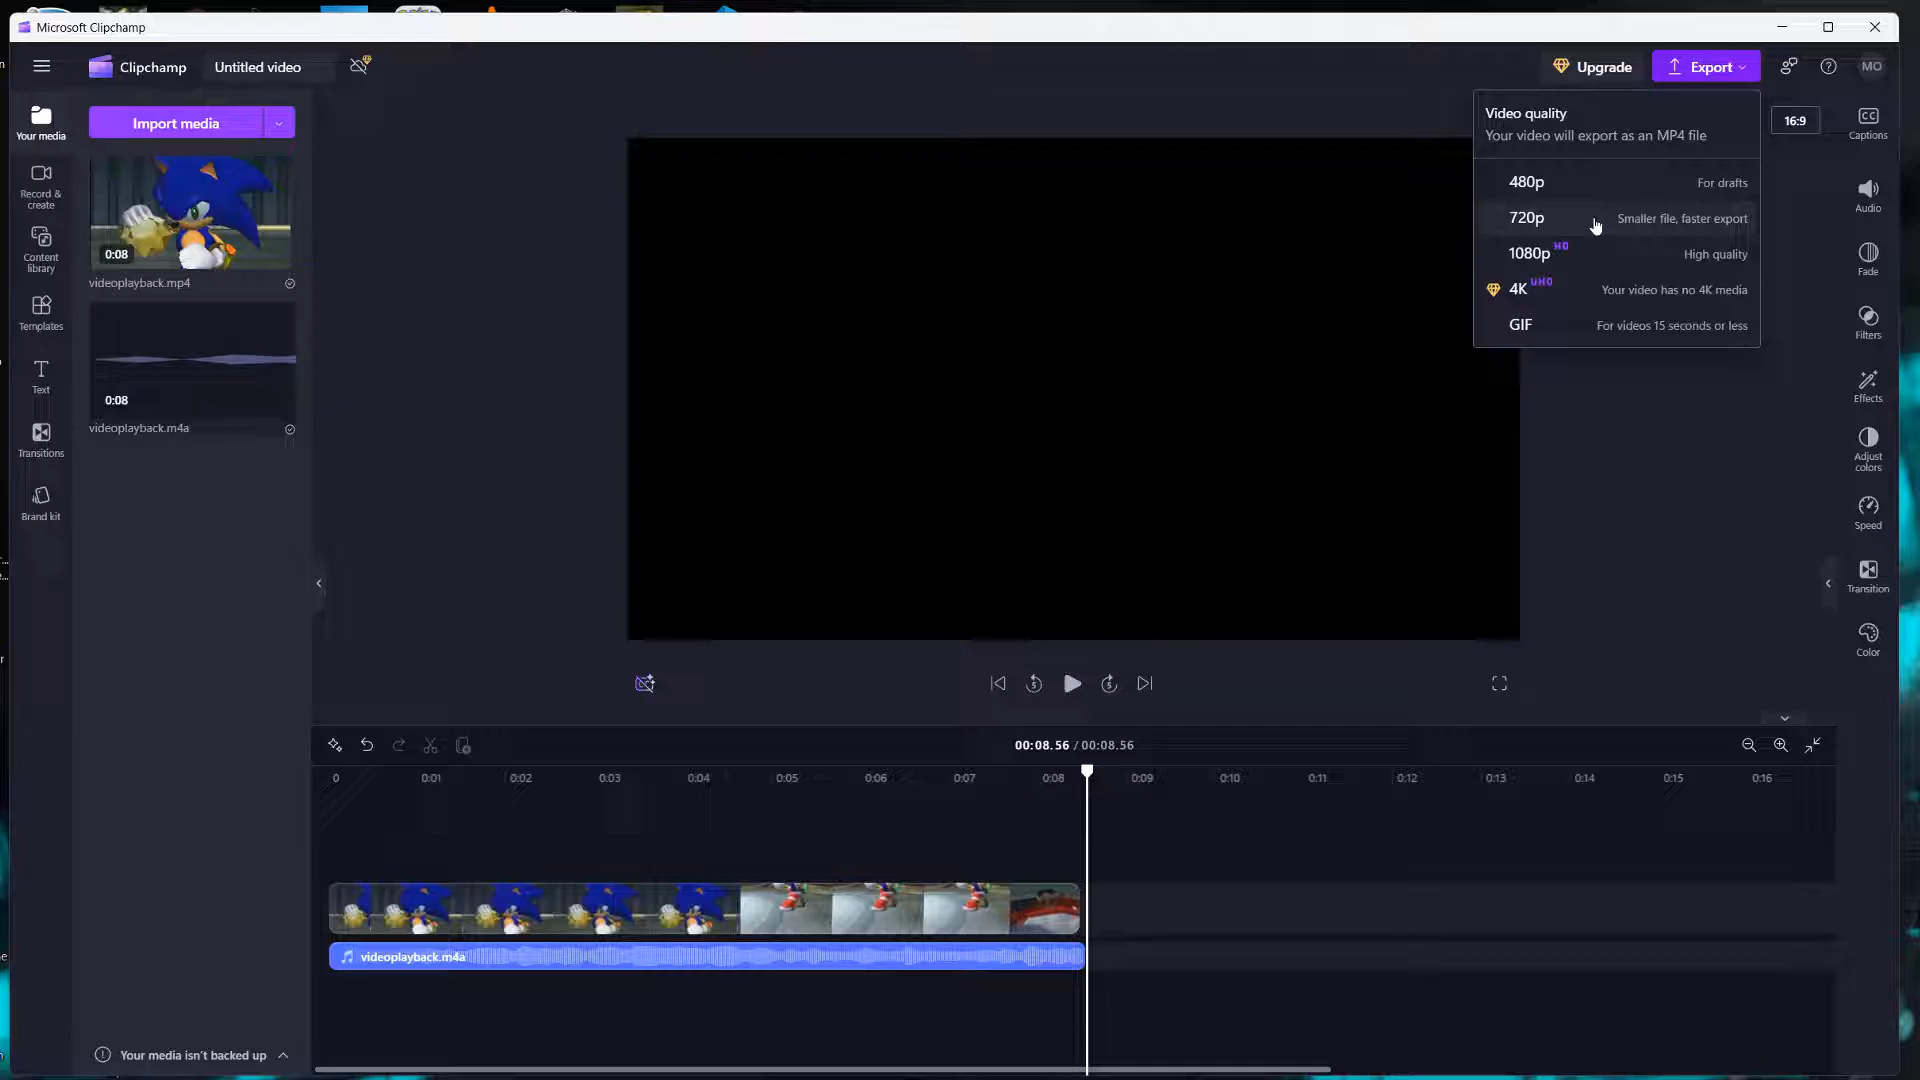 Microsoft Clipchamp
Clipchamp
Untitled video
Upgrade
Export
MO
Your media
Import media
Video quality
Your video will export as an MP4 file
16:9
Captions
Record &
create
480p
For drafts
Audio
720p
Smaller file, faster export
1080p HD
High quality
Content
library
0:08
videoplayback.mp4
Fade
4K UHD
Your video has no 4K media
GIF
For videos 15 seconds or less
Templates
Filters
Text
0:08
videoplayback.m4a
Effects
Transitions
Adjust
colors
Brand kit
Speed
Transition
Color
5
5
00:08.56 / 00:08.56
0
0:01
0:02
0:03
0:04
0:05
0:06
0:07
0:08
0:09
0:10
0:11
0:12
0:13
0:14
0:15
0:16
videoplayback.m4a
Your media isn't backed up